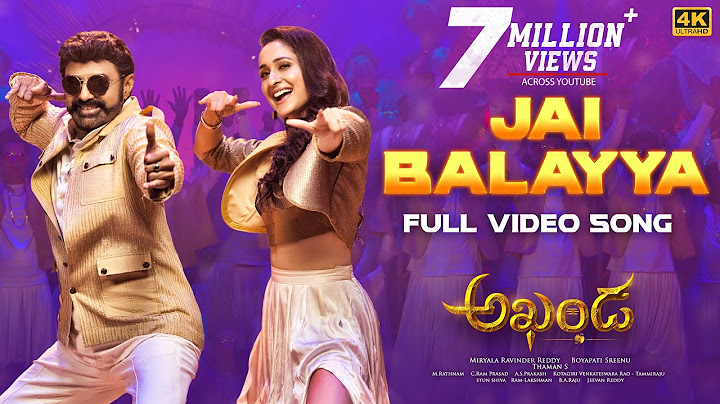 7 MILLION+
VIEWS
ACROSS YOUTUBE
4K
ULTRAHD
JAI
BALAYYA
FULL VIDEO SONG
అఖండ
MIRYALA RAVINDER REDDY BOYAPATI SREENU
THAMAN S
M.RATHNAM C.RAM PRASAD A.S.PRAKASH KOTAGIRI VENKATESWARA RAO - TAMMIRAJU
STUN SHIVA RAM-LAKSHMAN B.A.RAJU JEEVAN REDDY